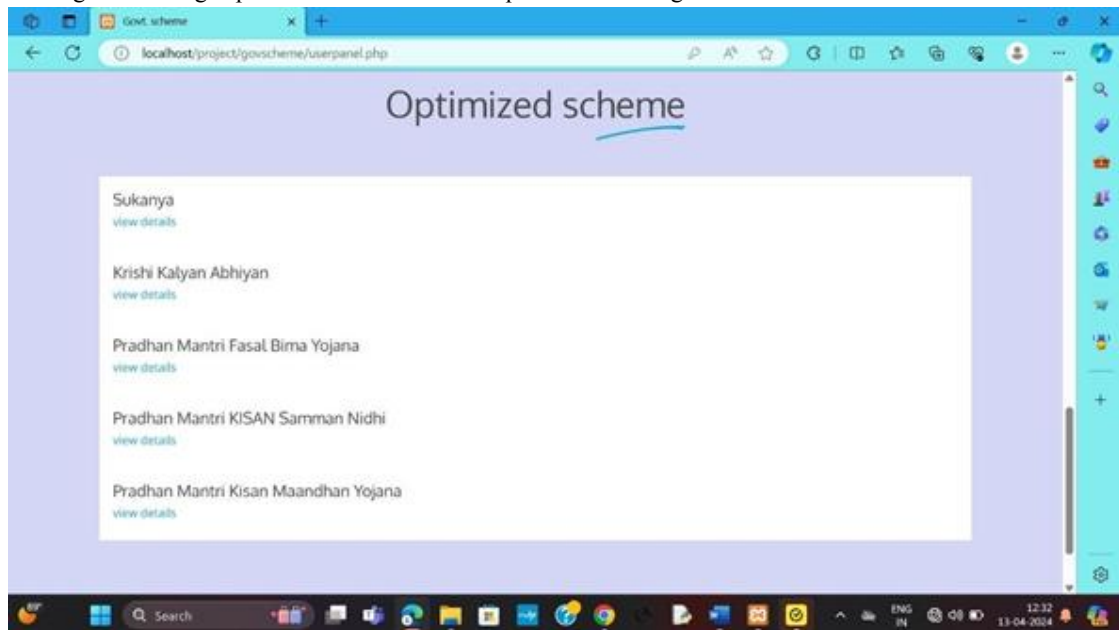 Govt. scheme
localhost/project/govscheme/userpanel.php
Optimized scheme
Sukanya
view details
Krishi Kalyan Abhiyan
view details
Pradhan Mantri Fasal Bima Yojana
view details
Pradhan Mantri KISAN Samman Nidhi
view details
Pradhan Mantri Kisan Maandhan Yojana
view details
Search
ENG
IN
12:32
13-04-2024